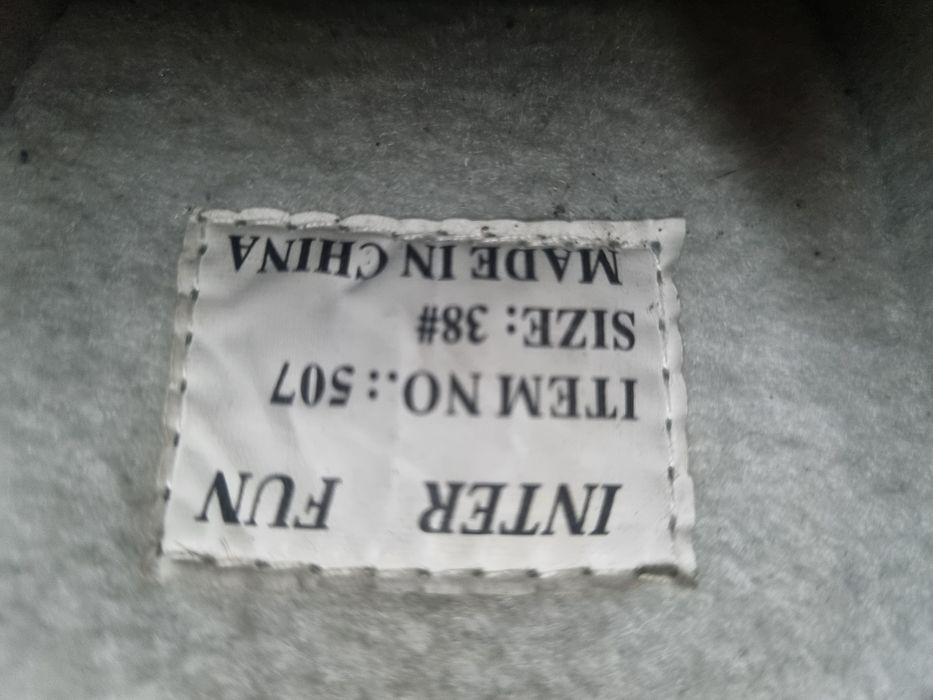 INTER FUN
ITEM NO.: 507
SIZE: 38#
MADE IN CHINA